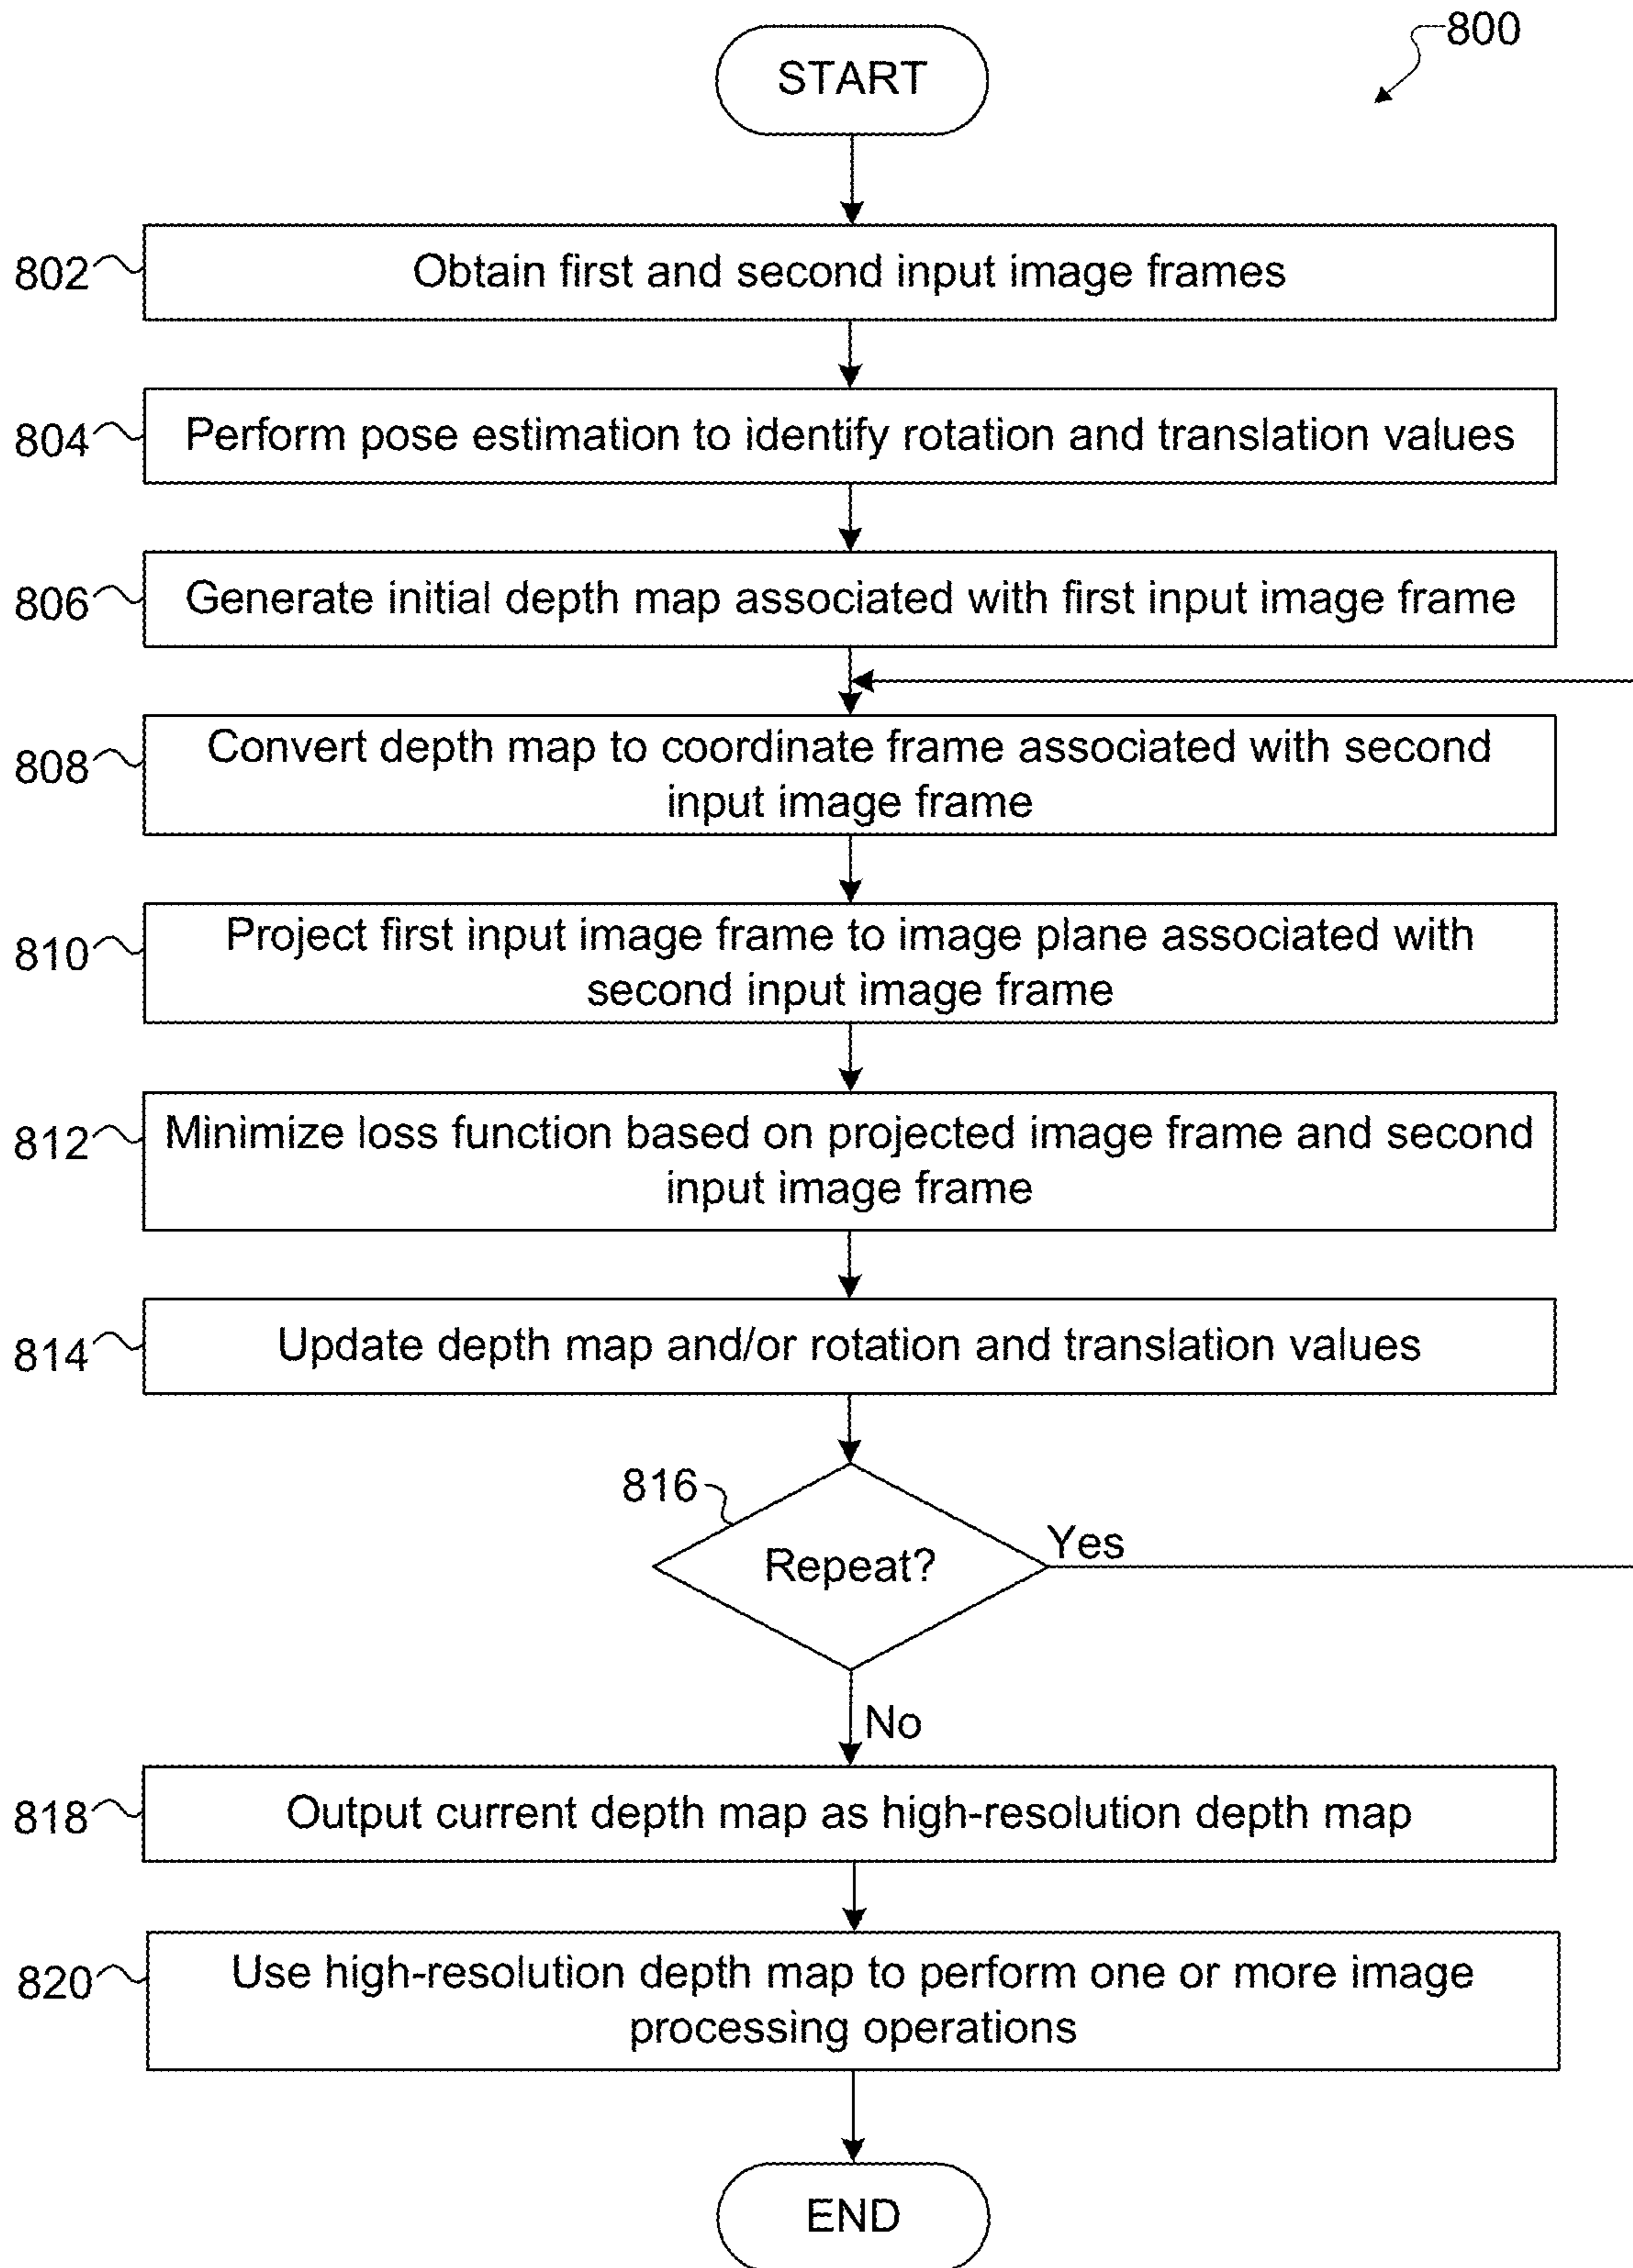 800
START
802
Obtain first and second input image frames
804
Perform pose estimation to identify rotation and translation values
806
Generate initial depth map associated with first input image frame
808
Convert depth map to coordinate frame associated with second
input image frame
810
Project first input image frame to image plane associated with
second input image frame
812
Minimize loss function based on projected image frame and second
input image frame
814
Update depth map and/or rotation and translation values
816
Repeat?
Yes
No
818
Output current depth map as high-resolution depth map
820
Use high-resolution depth map to perform one or more image
processing operations
END